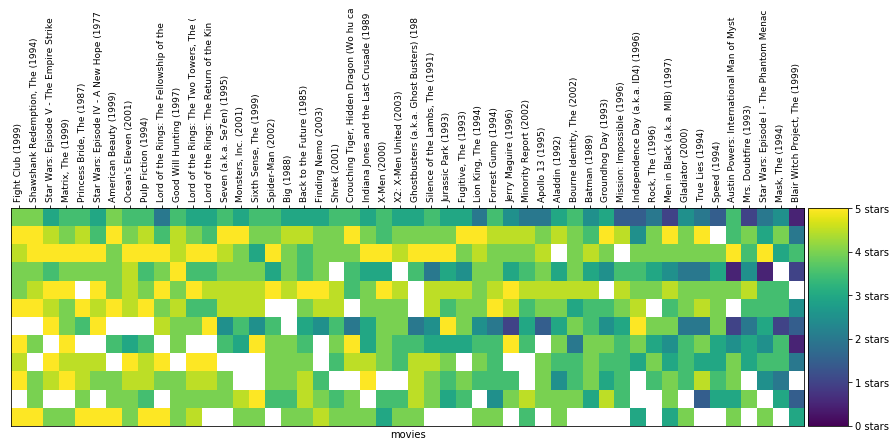 Fight Club (1999)
Shawshank Redemption, The (1994)
Star Wars: Episode V - The Empire Strike
Matrix, The (1999)
Princess Bride, The (1987)
Star Wars: Episode IV - A New Hope (1977
American Beauty (1999)
Ocean's Eleven (2001)
Pulp Fiction (1994)
Lord of the Rings: The Fellowship of the
Good Will Hunting (1997)
Lord of the Rings: The Two Towers, The (
Lord of the Rings: The Return of the Kin
Seven (a.k.a. Se7en) (1995)
Monsters, Inc. (2001)
Sixth Sense, The (1999)
Spider-Man (2002)
Big (1988)
Back to the Future (1985)
Finding Nemo (2003)
Shrek (2001)
Crouching Tiger, Hidden Dragon (Wo hu ca
Indiana Jones and the Last Crusade (1989
X-Men (2000)
X2: X-Men United (2003)
Ghostbusters (a.k.a. Ghost Busters) (198
Silence of the Lambs, The (1991)
Jurassic Park (1993)
Fugitive, The (1993)
Lion King, The (1994)
Forrest Gump (1994)
Jerry Maguire (1996)
Minority Report (2002)
Apollo 13 (1995)
Aladdin (1992)
Bourne Identity, The (2002)
Batman (1989)
Groundhog Day (1993)
Mission: Impossible (1996)
Independence Day (a.k.a. ID4) (1996)
Rock, The (1996)
Men in Black (a.k.a. MIB) (1997)
Gladiator (2000)
True Lies (1994)
Speed (1994)
Austin Powers: International Man of Myst
Mrs. Doubtfire (1993)
Star Wars: Episode I - The Phantom Menac
Mask, The (1994)
Blair Witch Project, The (1999)
5 stars
4 stars
3 stars
2 stars
1 stars
0 stars
movies